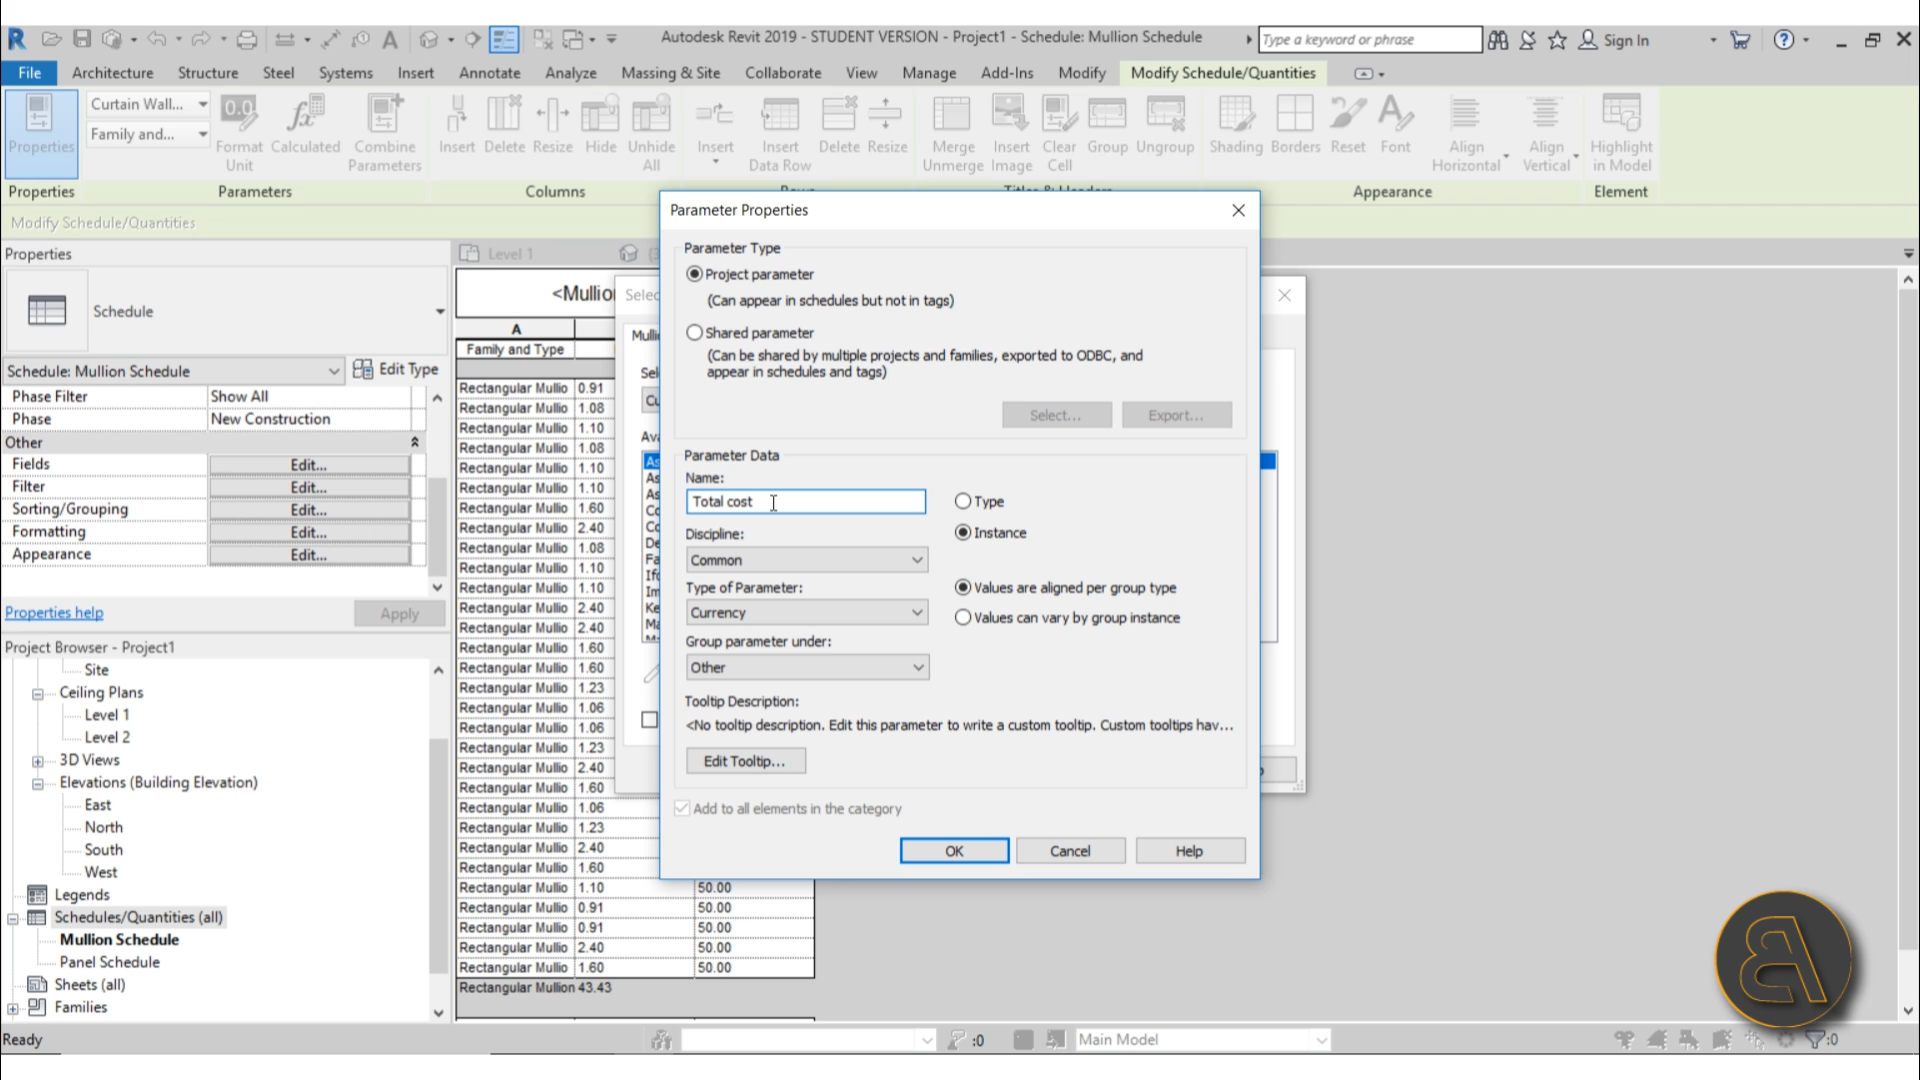 Autodesk Revit 2019 - STUDENT VERSION - Project1 - Schedule: Mullion Schedule
Type a keyword or phrase
Sign In
File Architecture Structure Steel Systems Insert Annotate Analyze Massing & Site Collaborate View Manage Add-Ins Modify Modify Schedule/Quantities
Curtain Wall...
Family and...
Properties Format Unit Calculated Combine Parameters Insert Delete Resize Hide Unhide All Insert Insert Data Row Delete Resize Merge Unmerge Insert Image Clear Cell Group Ungroup Shading Borders Reset Font Align Horizontal Align Vertical Highlight in Model
Properties Parameters Columns Appearance Element
Modify Schedule/Quantities
Properties
Schedule
Schedule: Mullion Schedule Edit Type
Phase Filter Show All
Phase New Construction
Other
Fields Edit...
Filter Edit...
Sorting/Grouping Edit...
Formatting Edit...
Appearance Edit...
Properties help Apply
Project Browser - Project1
Site
Ceiling Plans
Level 1
Level 2
3D Views
Elevations (Building Elevation)
East
North
South
West
Legends
Schedules/Quantities (all)
Mullion Schedule
Panel Schedule
Sheets (all)
Families
Level 1
A
Family and Type
Rectangular Mullio 0.91
Rectangular Mullio 1.08
Rectangular Mullio 1.10
Rectangular Mullio 1.08
Rectangular Mullio 1.10
Rectangular Mullio 1.10
Rectangular Mullio 1.60
Rectangular Mullio 2.40
Rectangular Mullio 1.08
Rectangular Mullio 1.10
Rectangular Mullio 1.10
Rectangular Mullio 2.40
Rectangular Mullio 2.40
Rectangular Mullio 1.60
Rectangular Mullio 1.60
Rectangular Mullio 1.23
Rectangular Mullio 1.06
Rectangular Mullio 1.06
Rectangular Mullio 1.23
Rectangular Mullio 2.40
Rectangular Mullio 1.60
Rectangular Mullio 1.06
Rectangular Mullio 1.23
Rectangular Mullio 2.40
Rectangular Mullio 1.60
Rectangular Mullio 1.10 50.00
Rectangular Mullio 0.91 50.00
Rectangular Mullio 0.91 50.00
Rectangular Mullio 2.40 50.00
Rectangular Mullio 1.60 50.00
Rectangular Mullion 43.43
Parameter Properties
Parameter Type
Project parameter
(Can appear in schedules but not in tags)
Shared parameter
(Can be shared by multiple projects and families, exported to ODBC, and
appear in schedules and tags)
Select... Export...
Parameter Data
Name:
Total cost
Type
Discipline:
Instance
Common
Type of Parameter:
Values are aligned per group type
Currency
Values can vary by group instance
Group parameter under:
Other
Tooltip Description:
<No tooltip description. Edit this parameter to write a custom tooltip. Custom tooltips hav...
Edit Tooltip...
Add to all elements in the category
OK Cancel Help
Ready
:0
Main Model
:0